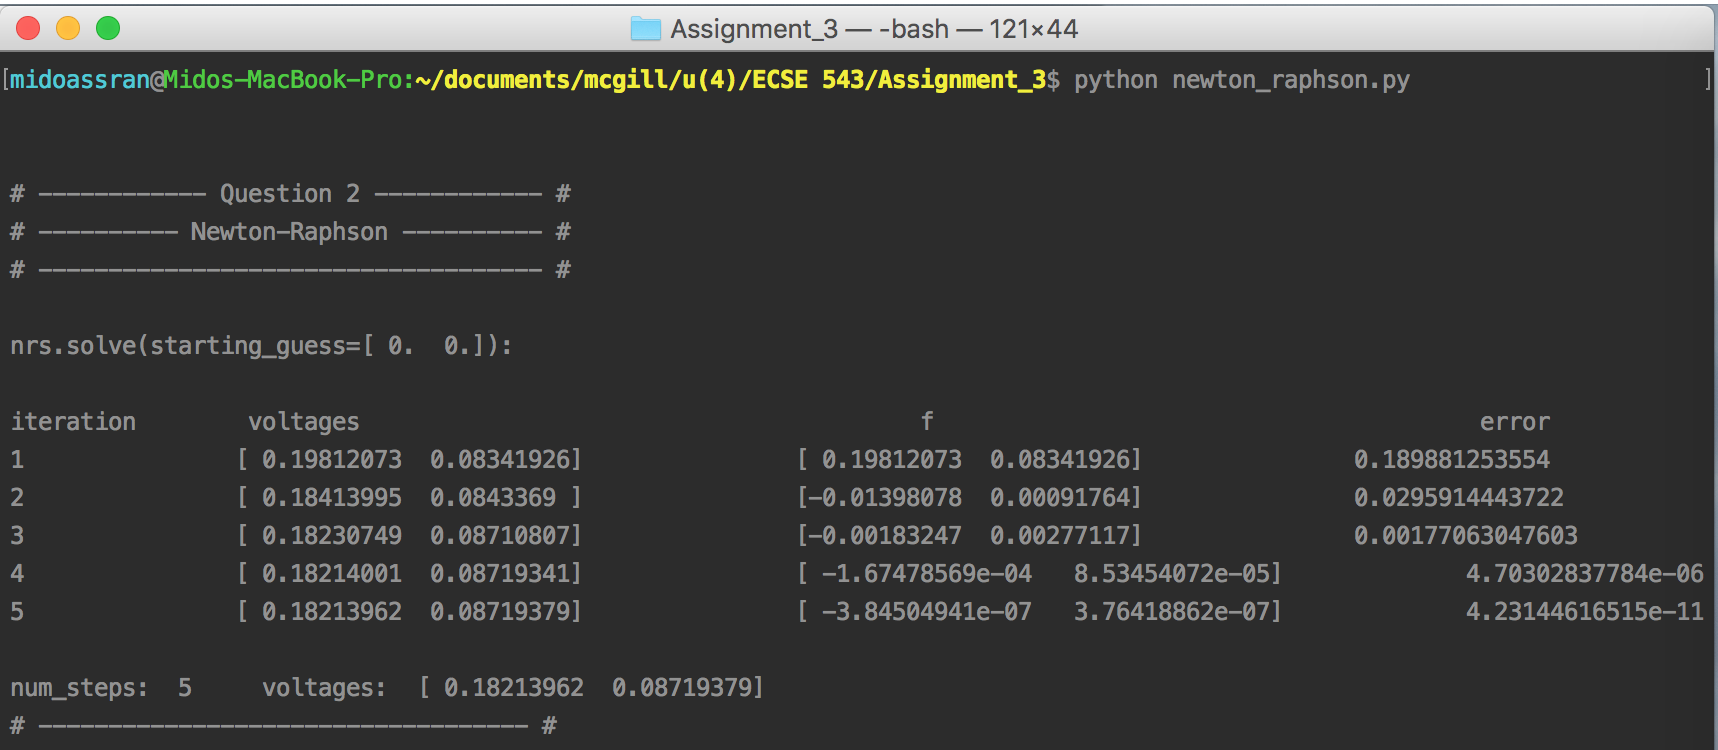 Assignment_3 — -bash — 121×44
[midoassran@Midos-MacBook-Pro:~/documents/mcgill/u(4)/ECSE 543/Assignment_3$ python newton_raphson.py ]
# ------------ Question 2 ------------ #
# ---------- Newton-Raphson ---------- #
# ------------------------------------ #
nrs.solve(starting_guess=[ 0.  0.]):
iteration        voltages                                        f                                       error
1                [ 0.19812073  0.08341926]               [ 0.19812073  0.08341926]               0.189881253554
2                [ 0.18413995  0.0843369 ]               [-0.01398078  0.00091764]               0.0295914443722
3                [ 0.18230749  0.08710807]               [-0.00183247  0.00277117]               0.00177063047603
4                [ 0.18214001  0.08719341]               [ -1.67478569e-04   8.53454072e-05]             4.70302837784e-06
5                [ 0.18213962  0.08719379]               [ -3.84504941e-07   3.76418862e-07]             4.23144616515e-11
num_steps:  5     voltages:  [ 0.18213962  0.08719379]
# ----------------------------------- #